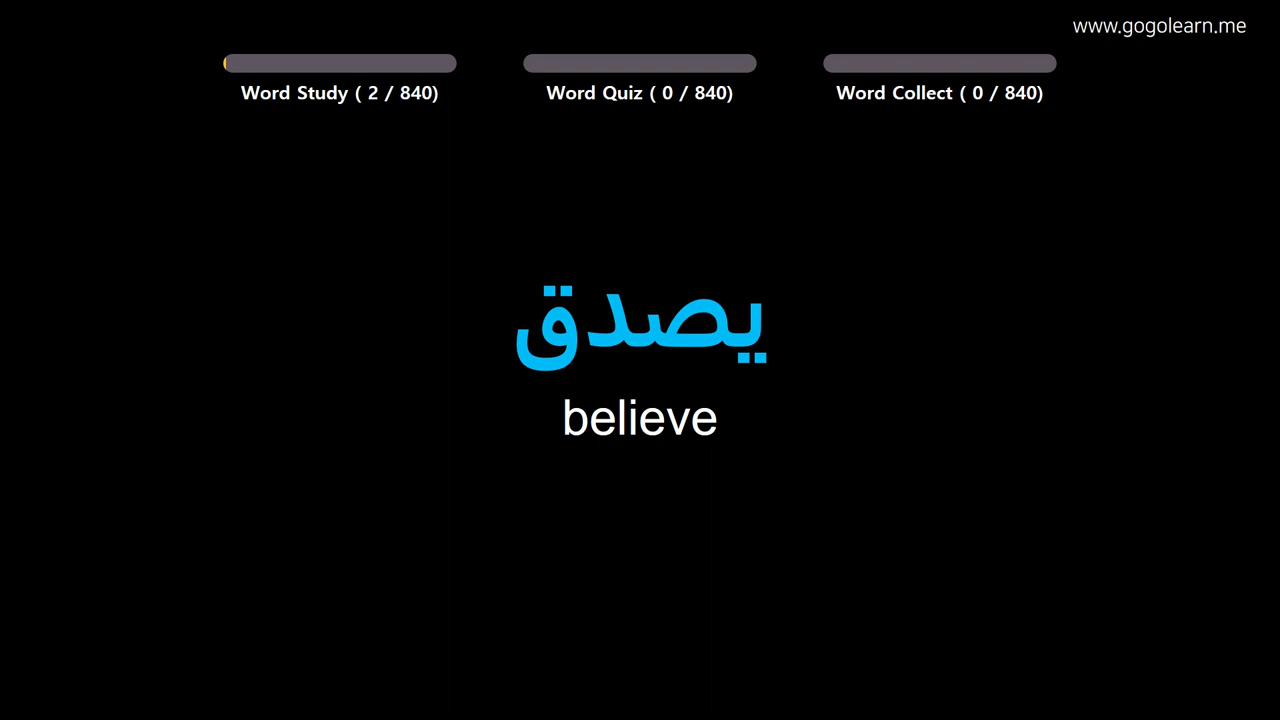 www.gogolearn.me
Word Study ( 2 / 840)
Word Quiz ( 0 / 840)
Word Collect ( 0 / 840)
يصدق
believe